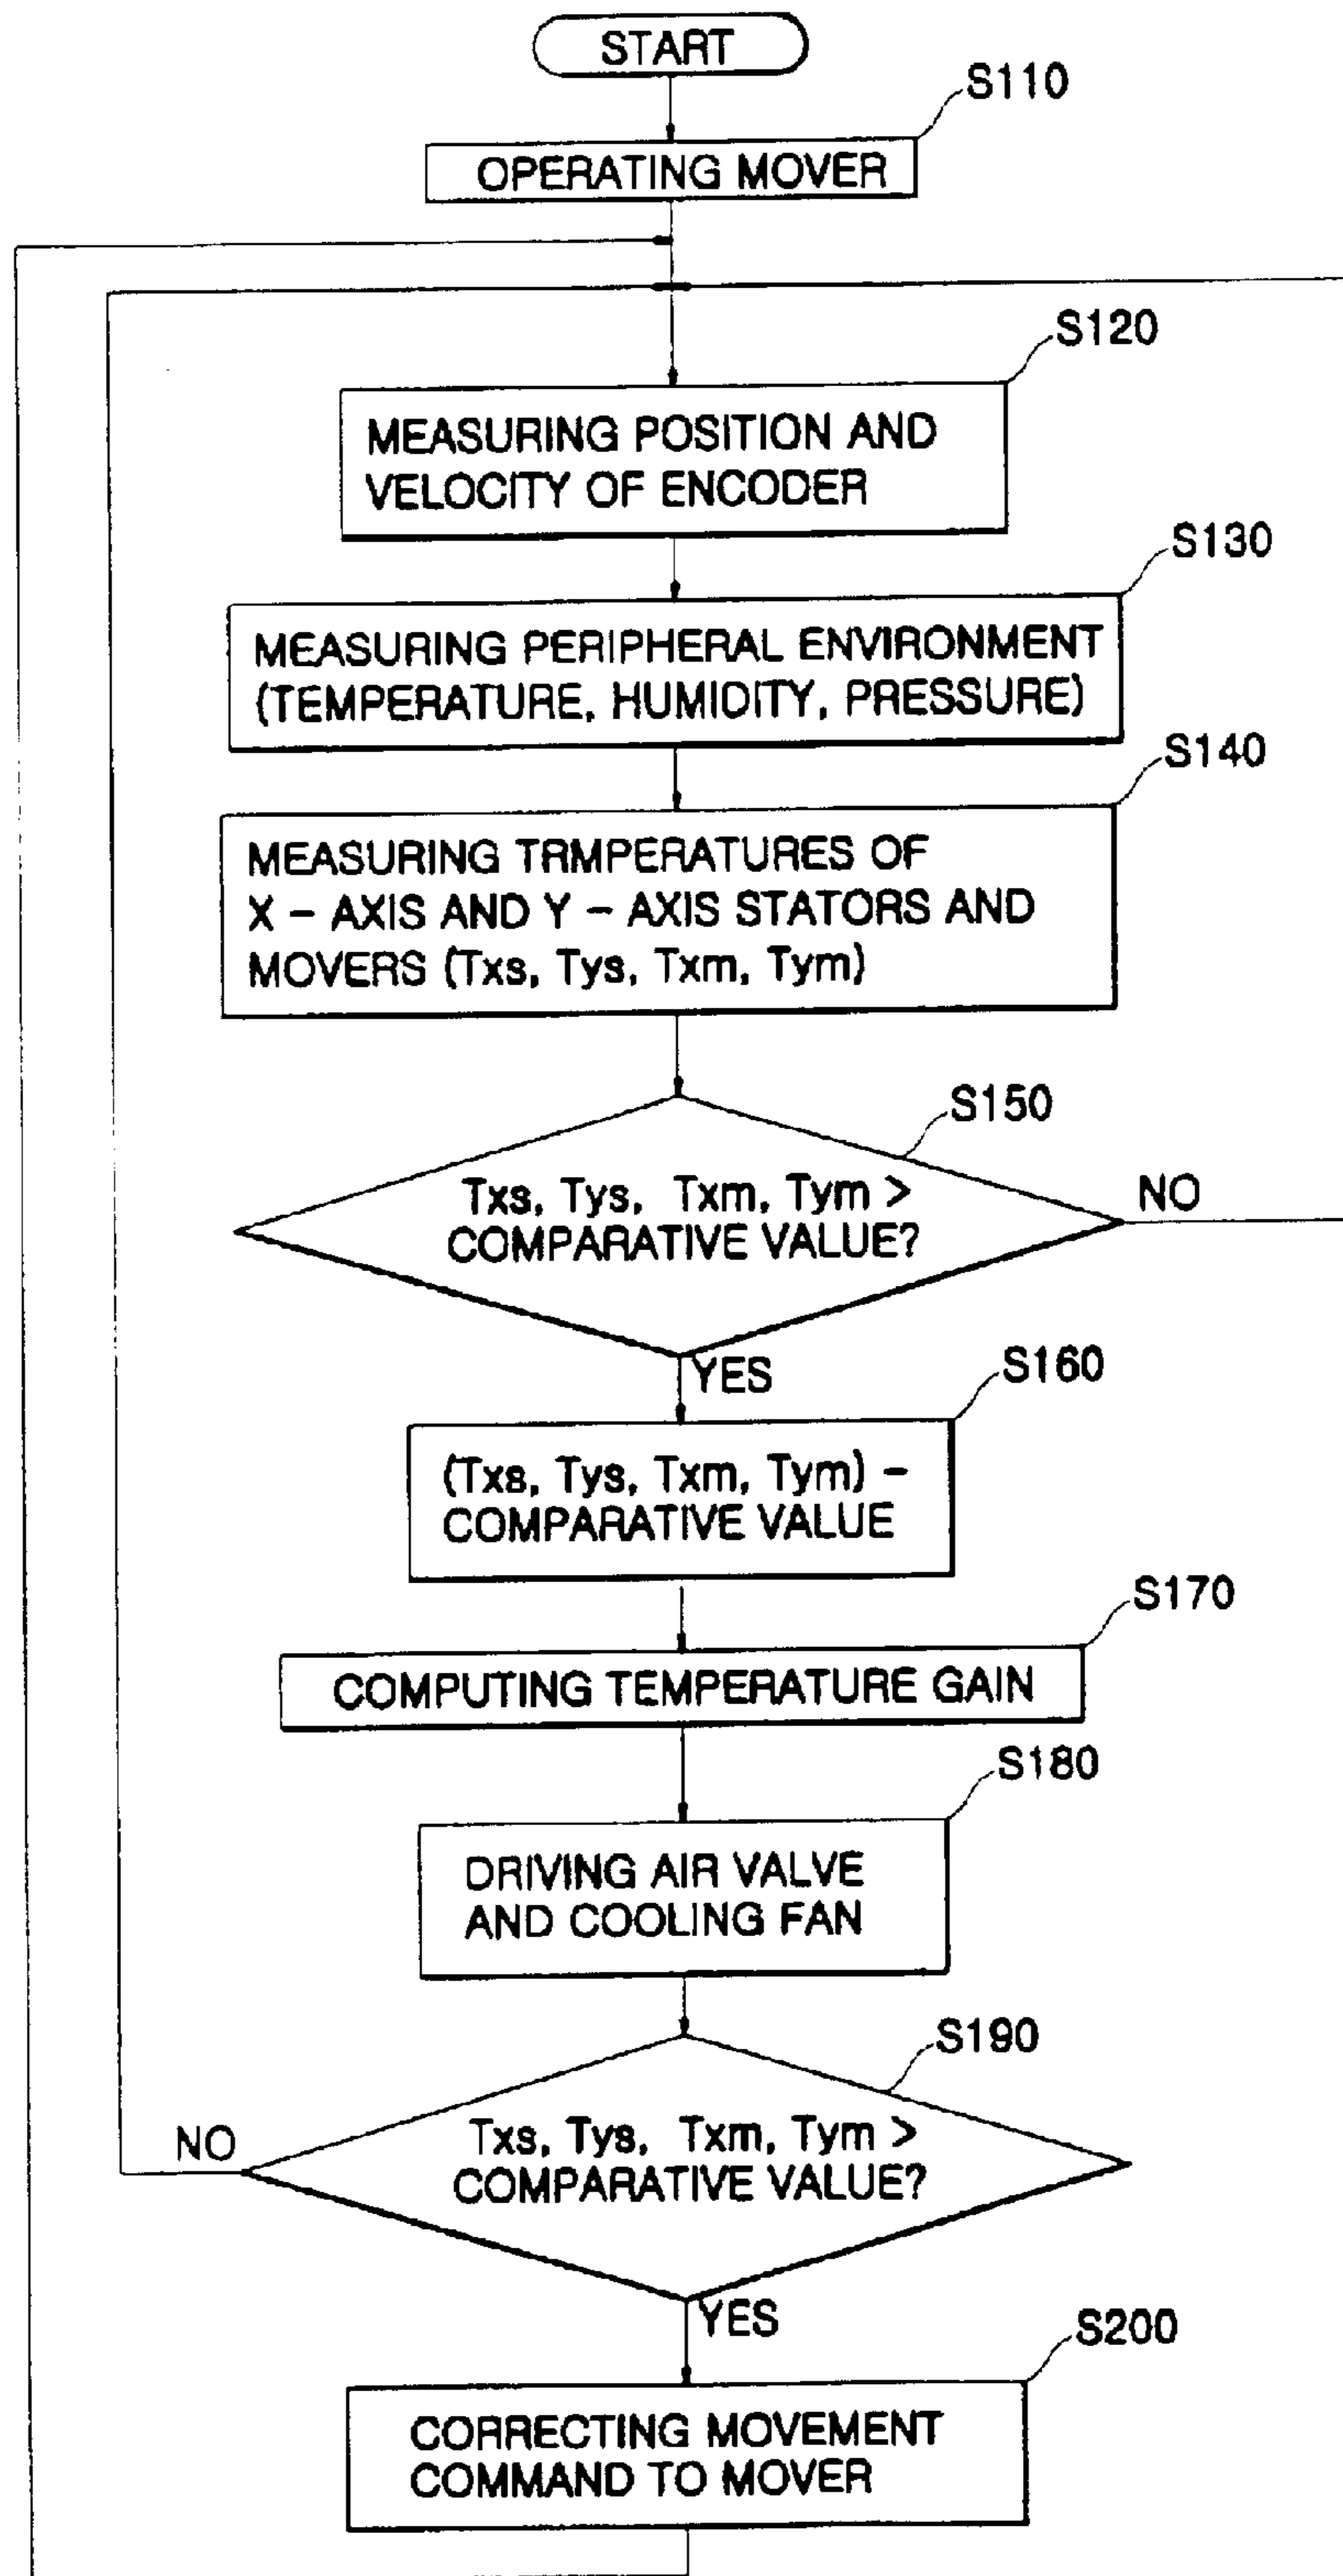 START
S110
OPERATING MOVER
S120
MEASURING POSITION AND
VELOCITY OF ENCODER
S130
MEASURING PERIPHERAL ENVIRONMENT
(TEMPERATURE, HUMIDITY, PRESSURE)
S140
MEASURING TRMPERATURES OF
X - AXIS AND Y - AXIS STATORS AND
MOVERS (Txs, Tys, Txm, Tym)
S150
Txs, Tys, Txm, Tym >
COMPARATIVE VALUE?
NO
YES
S160
(Txs, Tys, Txm, Tym) -
COMPARATIVE VALUE
S170
COMPUTING TEMPERATURE GAIN
S180
DRIVING AIR VALVE
AND COOLING FAN
S190
Txs, Tys, Txm, Tym >
COMPARATIVE VALUE?
NO
YES
S200
CORRECTING MOVEMENT
COMMAND TO MOVER